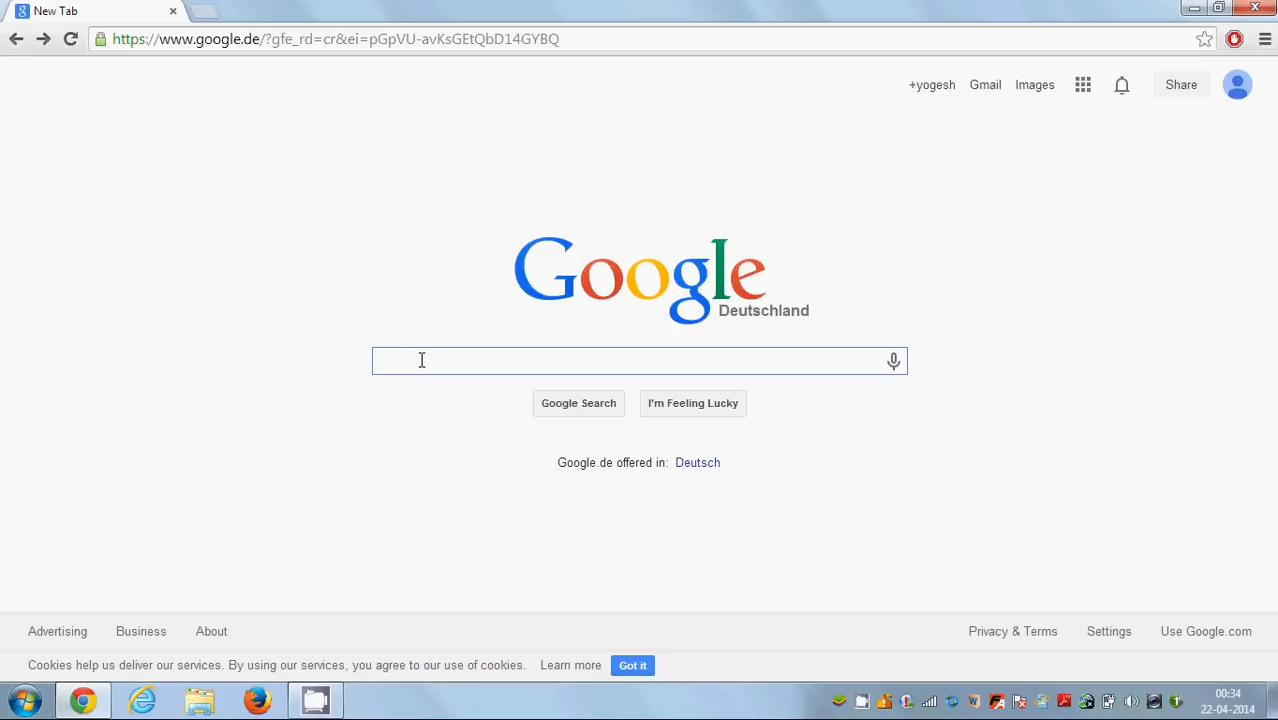 New Tab
https://www.google.de/?gfe_rd=cr&ei=pGpVU-avKsGEtQbD14GYBQ
+yogesh Gmail Images Share
Google
Deutschland
Google Search I'm Feeling Lucky
Google.de offered in: Deutsch
Advertising Business About Privacy & Terms Settings Use Google.com
Cookies help us deliver our services. By using our services, you agree to our use of cookies. Learn more Got it
00:34
22-04-2014